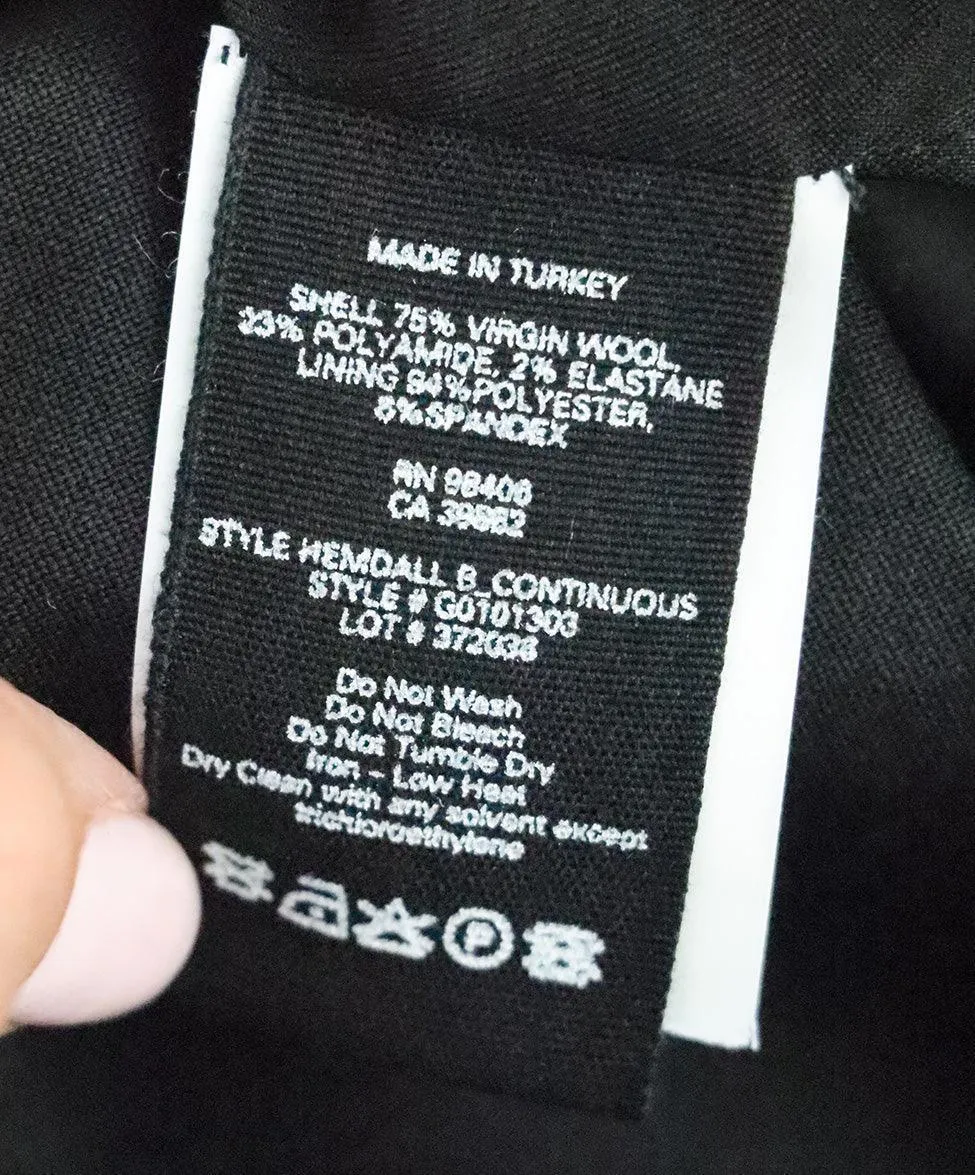 MADE IN TURKEY
SHELL 75% VIRGIN WOOL,
23% POLYAMIDE, 2% ELASTANE
LINING 94%POLYESTER,
6%SPANDEX
RN 98406
CA 39662
STYLE HEMDALL B_CONTINUOUS
STYLE # G0101303
LOT # 372036
Do Not Wash
Do Not Bleach
Do Not Tumble Dry
Iron - Low Heat
Dry Clean with any solvent except
trichloroethylene
P